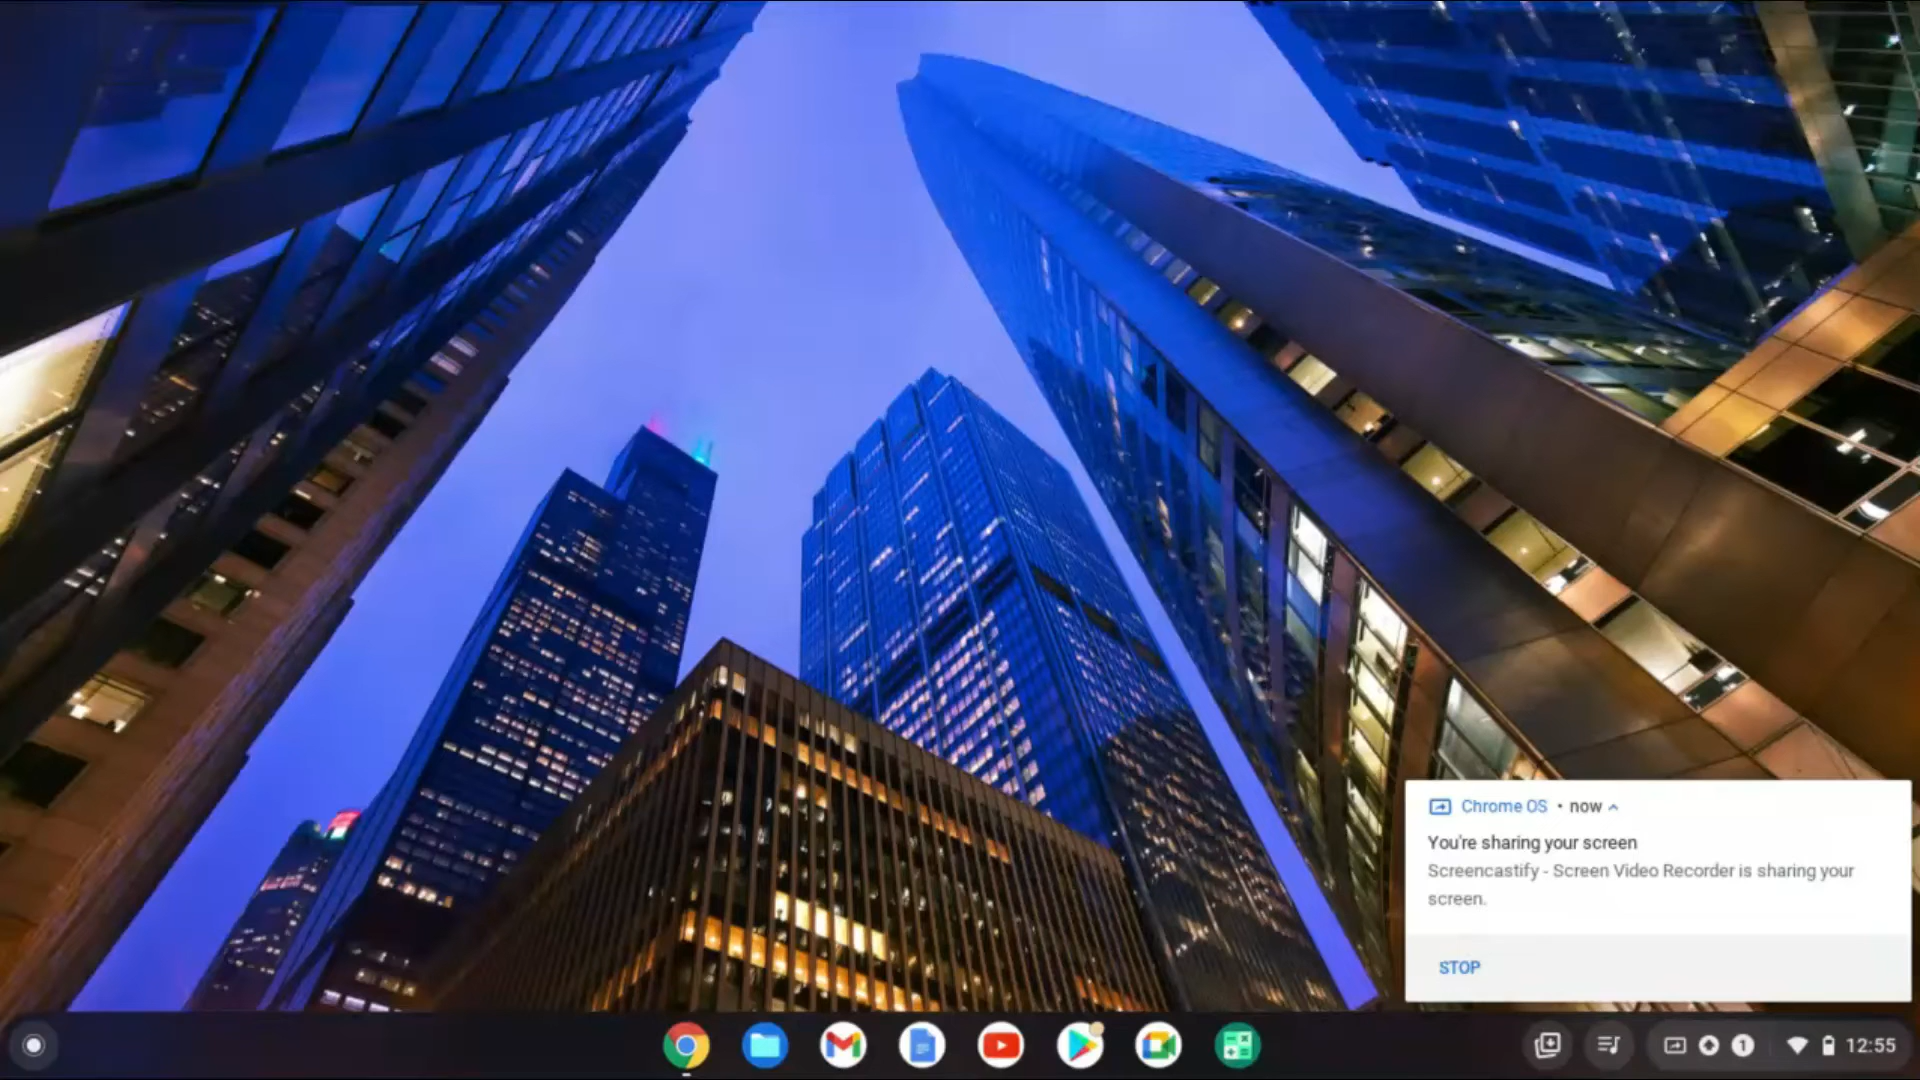 Chrome OS • now
You're sharing your screen
Screencastify - Screen Video Recorder is sharing your
screen.
STOP
1
12:55